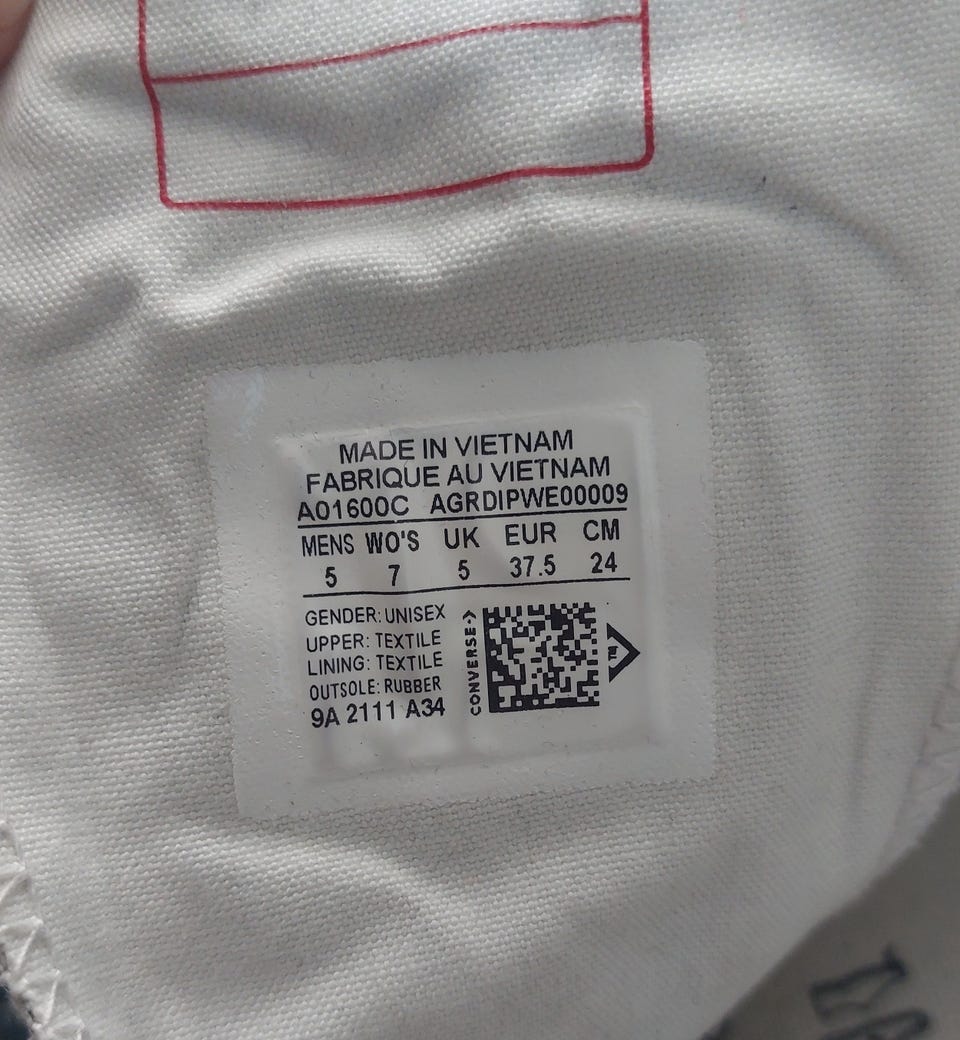 MADE IN VIETNAM
FABRIQUE AU VIETNAM
A01600C AGRDIPWE00009
MENS WO'S UK EUR CM
5 7 5 37.5 24
GENDER: UNISEX
UPPER: TEXTILE
LINING: TEXTILE
OUTSOLE: RUBBER
9A 2111 A34
CONVERSE